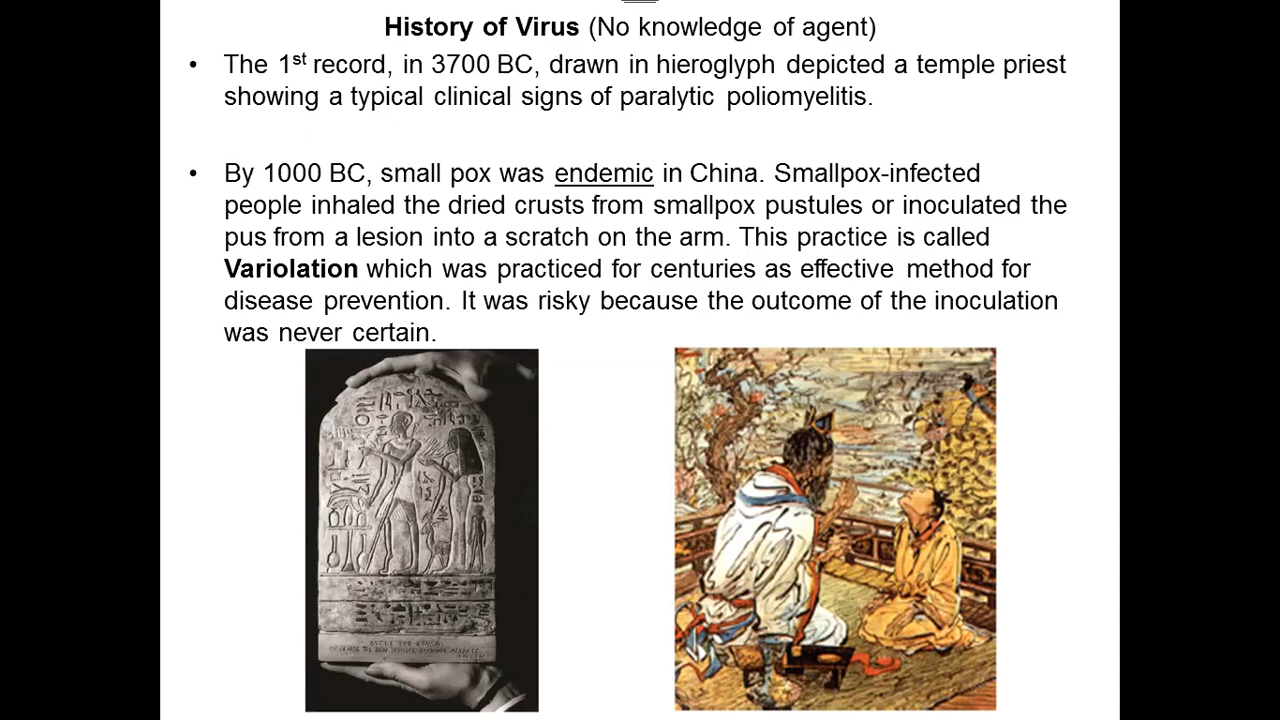 History of Virus (No knowledge of agent)
• The 1st record, in 3700 BC, drawn in hieroglyph depicted a temple priest
showing a typical clinical signs of paralytic poliomyelitis.
• By 1000 BC, small pox was endemic in China. Smallpox-infected
people inhaled the dried crusts from smallpox pustules or inoculated the
pus from a lesion into a scratch on the arm. This practice is called
Variolation which was practiced for centuries as effective method for
disease prevention. It was risky because the outcome of the inoculation
was never certain.